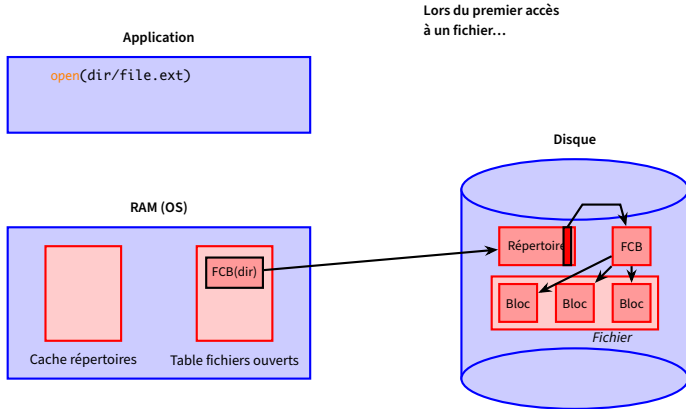 Lors du premier accès
à un fichier…
Application
open(dir/file.ext)
Disque
RAM (OS)
Répertoire
FCB
FCB(dir)
Bloc
Bloc
Bloc
Fichier
Cache répertoires
Table fichiers ouverts